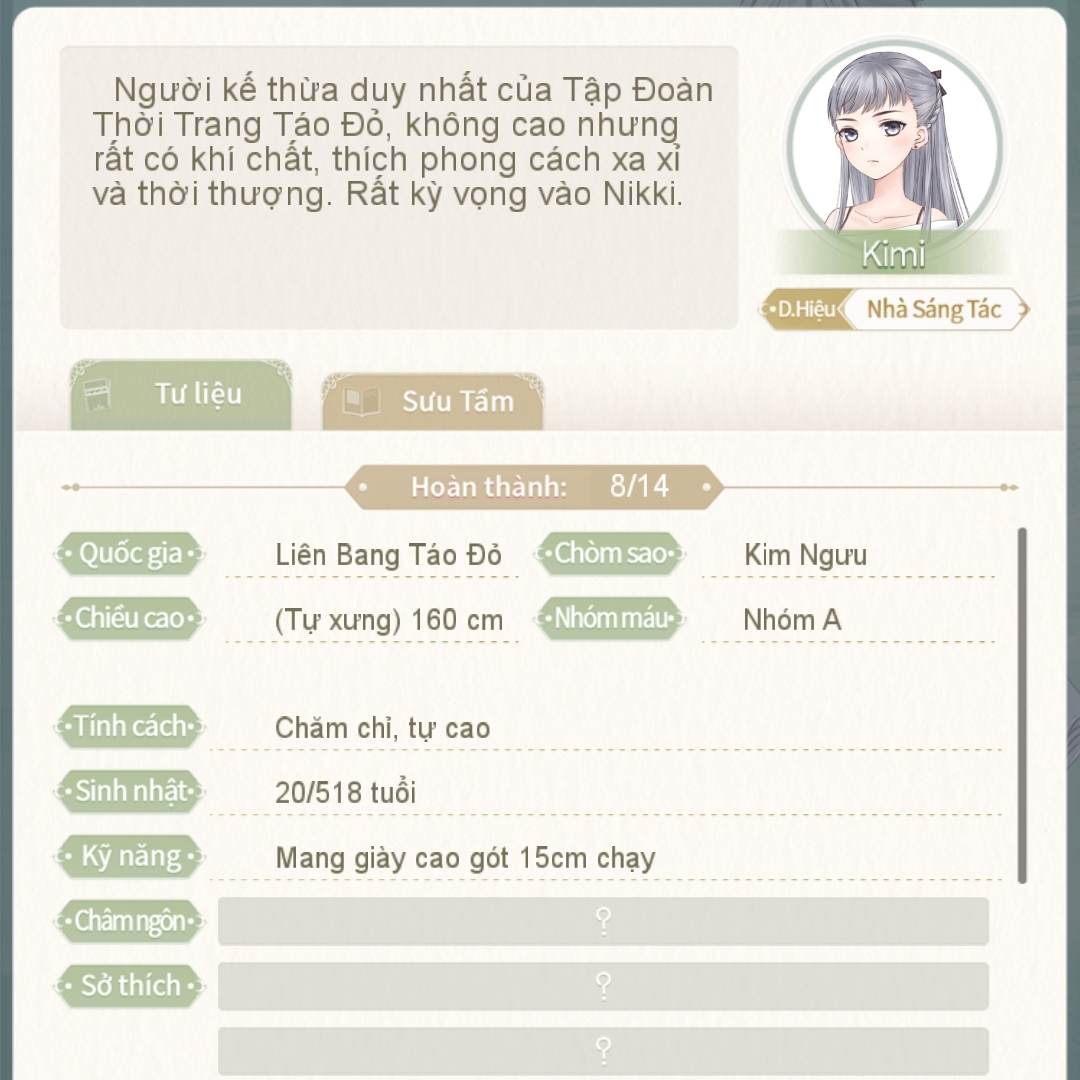 Người kế thừa duy nhất của Tập Đoàn
Thời Trang Táo Đỏ, không cao nhưng
rất có khí chất, thích phong cách xa xỉ
và thời thượng. Rất kỳ vọng vào Nikki.
Kimi
D.Hiệu Nhà Sáng Tác
Tư liệu
Sưu Tầm
Hoàn thành: 8/14
Quốc gia Liên Bang Táo Đỏ
Chòm sao Kim Ngưu
Chiều cao (Tự xưng) 160 cm
Nhóm máu Nhóm A
Tính cách Chăm chỉ, tự cao
Sinh nhật 20/518 tuổi
Kỹ năng Mang giày cao gót 15cm chạy
Châm ngôn ?
Sở thích ?
?